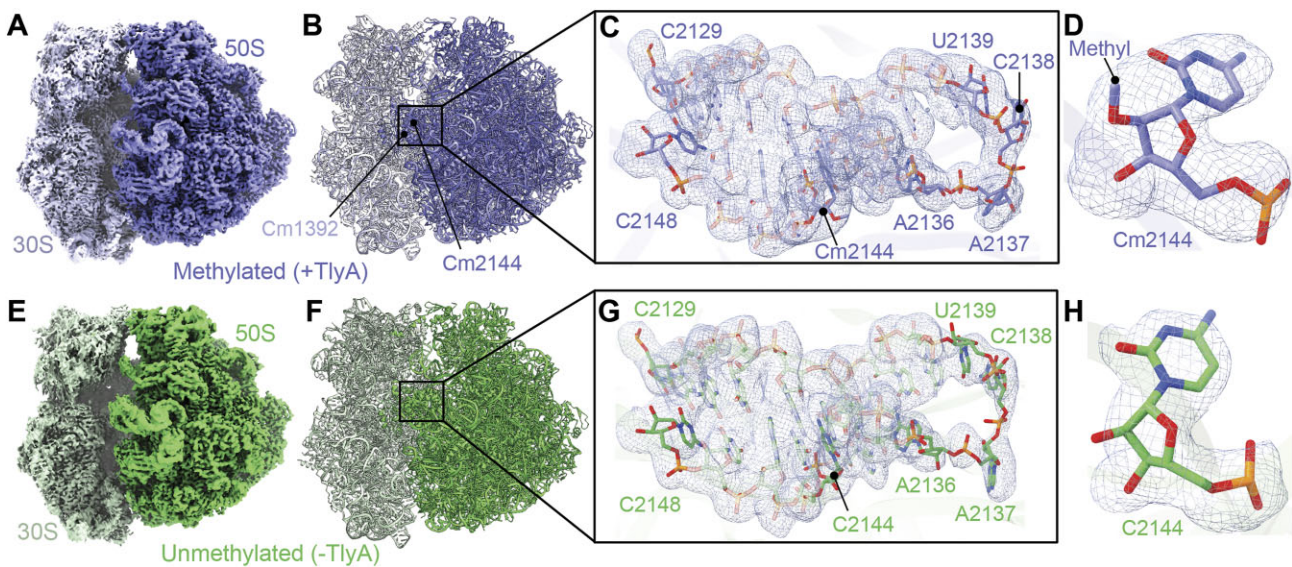 A
50S
30S
Methylated (+TlyA)
B
Cm1392
Cm2144
C
C2129
U2139
C2138
C2148
Cm2144
A2136
A2137
D
Methyl
Cm2144
E
50S
30S
Unmethylated (-TlyA)
F
G
C2129
U2139
C2138
C2148
C2144
A2136
A2137
H
C2144